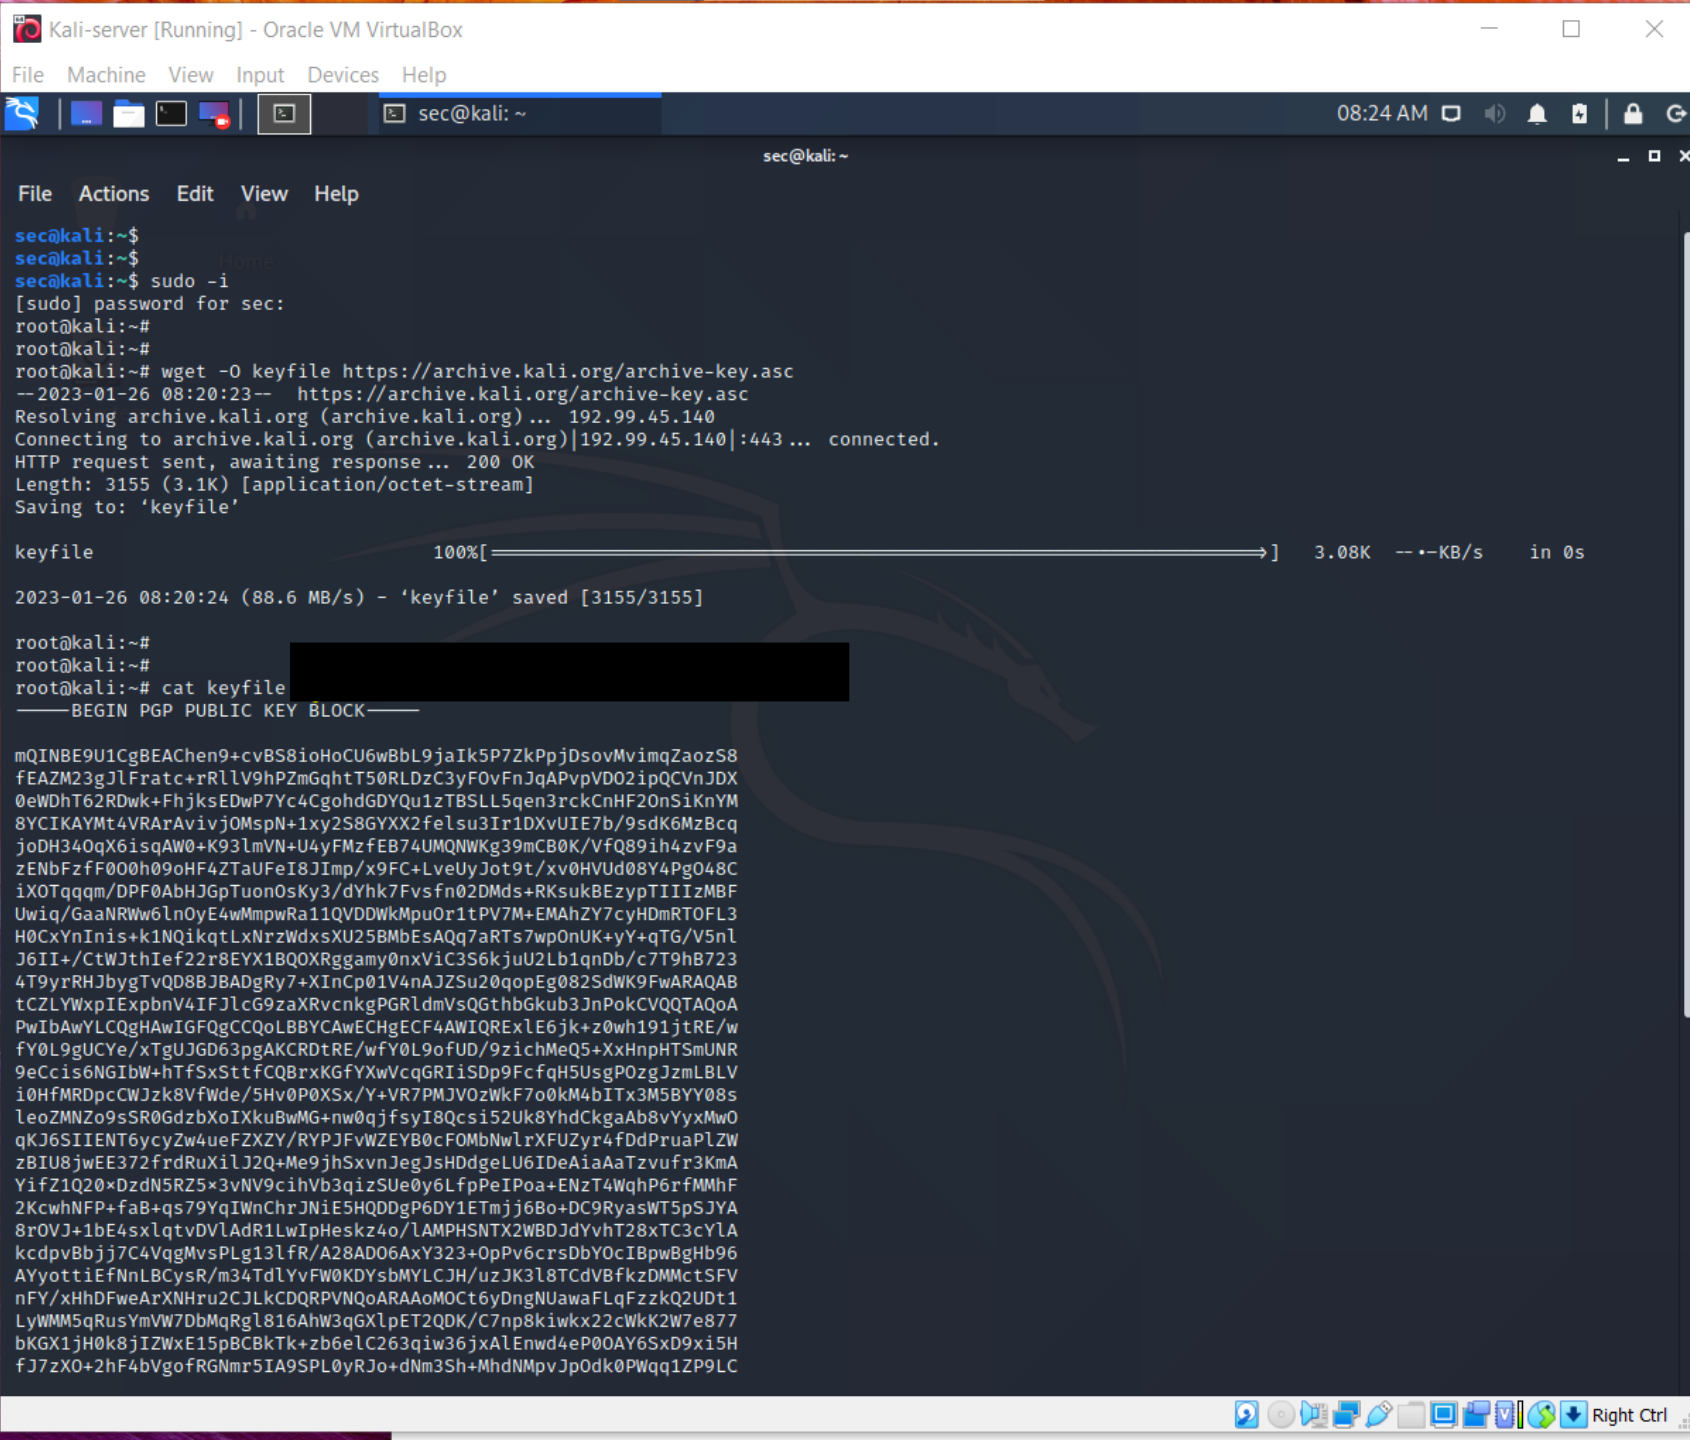 Kali-server [Running] - Oracle VM VirtualBox
File Machine View Input Devices Help
sec@kali: ~
08:24 AM
sec@kali: ~
File Actions Edit View Help
sec@kali:~$
sec@kali:~$
Home
sec@kali:~$ sudo -i
[sudo] password for sec:
root@kali:~#
root@kali:~#
root@kali:~# wget -O keyfile https://archive.kali.org/archive-key.asc
--2023-01-26 08:20:23-- https://archive.kali.org/archive-key.asc
Resolving archive.kali.org (archive.kali.org)... 192.99.45.140
Connecting to archive.kali.org (archive.kali.org)|192.99.45.140|:443... connected.
HTTP request sent, awaiting response... 200 OK
Length: 3155 (3.1K) [application/octet-stream]
Saving to: ‘keyfile’
keyfile 100%[===================>] 3.08K --.-KB/s in 0s
2023-01-26 08:20:24 (88.6 MB/s) - ‘keyfile’ saved [3155/3155]
root@kali:~#
root@kali:~#
root@kali:~# cat keyfile
-----BEGIN PGP PUBLIC KEY BLOCK-----
mQINBE9U1CgBEAChen9+cvBS8ioHoCU6wBbL9jaIk5P7ZkPpjDsovMvimqZaozS8
fEAZM23gJlFratc+rRllV9hPZmGqhtT50RLDzC3yFOvFnJqAPvpVDO2ipQCVnJDX
0eWDhT62RDwk+FhjksEDwP7Yc4CgohdGDYQu1zTBSLL5qen3rckCnHF2OnSiKnYM
8YCIKAYMt4VRArAvivjOMspN+1xy2S8GYXX2felsu3Ir1DXvUIE7b/9sdK6MzBcq
joDH34OqX6isqAW0+K93lmVN+U4yFMzfEB74UMQNWKg39mCB0K/VfQ89ih4zvF9a
zENbFzfF0O0h09oHF4ZTaUFeI8JImp/x9FC+LveUyJot9t/xv0HVUd08Y4PgO48C
iXOTqqqm/DPF0AbHJGpTuonOsKy3/dYhk7Fvsfn02DMds+RKsukBEzypTIIIzMBF
Uwiq/GaaNRWw6lnOyE4wMmpwRa11QVDDWkMpuOr1tPV7M+EMAhZY7cyHDmRTOFL3
H0CxYnInis+k1NQikqtLxNrzWdxsXU25BMbEsAQq7aRTs7wpOnUK+yY+qTG/V5nl
J6II+/CtWJthIef22r8EYX1BQOXRggamy0nxViC3S6kjuU2Lb1qnDb/c7T9hB723
4T9yrRHJbygTvQD8BJBADgRy7+XInCp01V4nAJZSu20qopEg082SdWK9FwARAQAB
tCZLYWxpIExpbnV4IFJlcG9zaXRvcnkgPGRldmVsQGthbGkub3JnPokCVQQTAQoA
PwIbAwYLCQgHAwIGFQgCCQoLBBYCAwECHgECF4AWIQRExlE6jk+z0wh191jtRE/w
fY0L9gUCYe/xTgUJGD63pgAKCRDtRE/wfY0L9ofUD/9zichMeQ5+XxHnpHTSmUNR
9eCcis6NGIbW+hTfSxSttfCQBrxKGfYXwVcqGRIiSDp9FcfqH5UsgPOzgJzmLBLV
i0HfMRDpcCWJzk8VfWde/5Hv0P0XSx/Y+VR7PMJVOzWkF7o0kM4bITx3M5BYY08s
leoZMNZo9sSR0GdzbXoIXkuBwMG+nw0qjfsyI8Qcsi52Uk8YhdCkgaAb8vYyxMwO
qKJ6SIIENT6ycyZw4ueFZXZY/RYPJFvWZEYB0cFOMbNwlrXFUZyr4fDdPruaPlZW
zBIU8jwEE372frdRuXilJ2Q+Me9jhSxvnJegJsHDdgeLU6IDeAiaAaTzvufr3KmA
YifZ1Q20×DzdN5RZ5×3vNV9cihVb3qizSUe0y6LfpPeIPoa+ENzT4WqhP6rfMMhF
2KcwhNFP+faB+qs79YqIWnChrJNiE5HQDDgP6DY1ETmjj6Bo+DC9RyasWT5pSJYA
8rOVJ+1bE4sxlqtvDVlAdR1LwIpHeskz4o/lAMPHSNTX2WBDJdYvhT28xTC3cYlA
kcdpvBbjj7C4VqgMvsPLg13lfR/A28ADO6AxY323+OpPv6crsDbYOcIBpwBgHb96
AYyottiEfNnLBCysR/m34TdlYvFW0KDYsbMYLCJH/uzJK3l8TCdVBfkzDMMctSFV
nFY/xHhDFweArXNHru2CJLkCDQRPVNQoARAAoMOCt6yDngNUawaFLqFzzkQ2UDt1
LyWMM5qRusYmVW7DbMqRgl816AhW3qGXlpET2QDK/C7np8kiwkx22cWkK2W7e877
bKGX1jH0k8jIZWxE15pBCBkTk+zb6elC263qiw36jxAlEnwd4eP0OAY6SxD9xi5H
fJ7zXO+2hF4bVgofRGNmr5IA9SPL0yRJo+dNm3Sh+MhdNMpvJpOdk0PWqq1ZP9LC
Right Ctrl